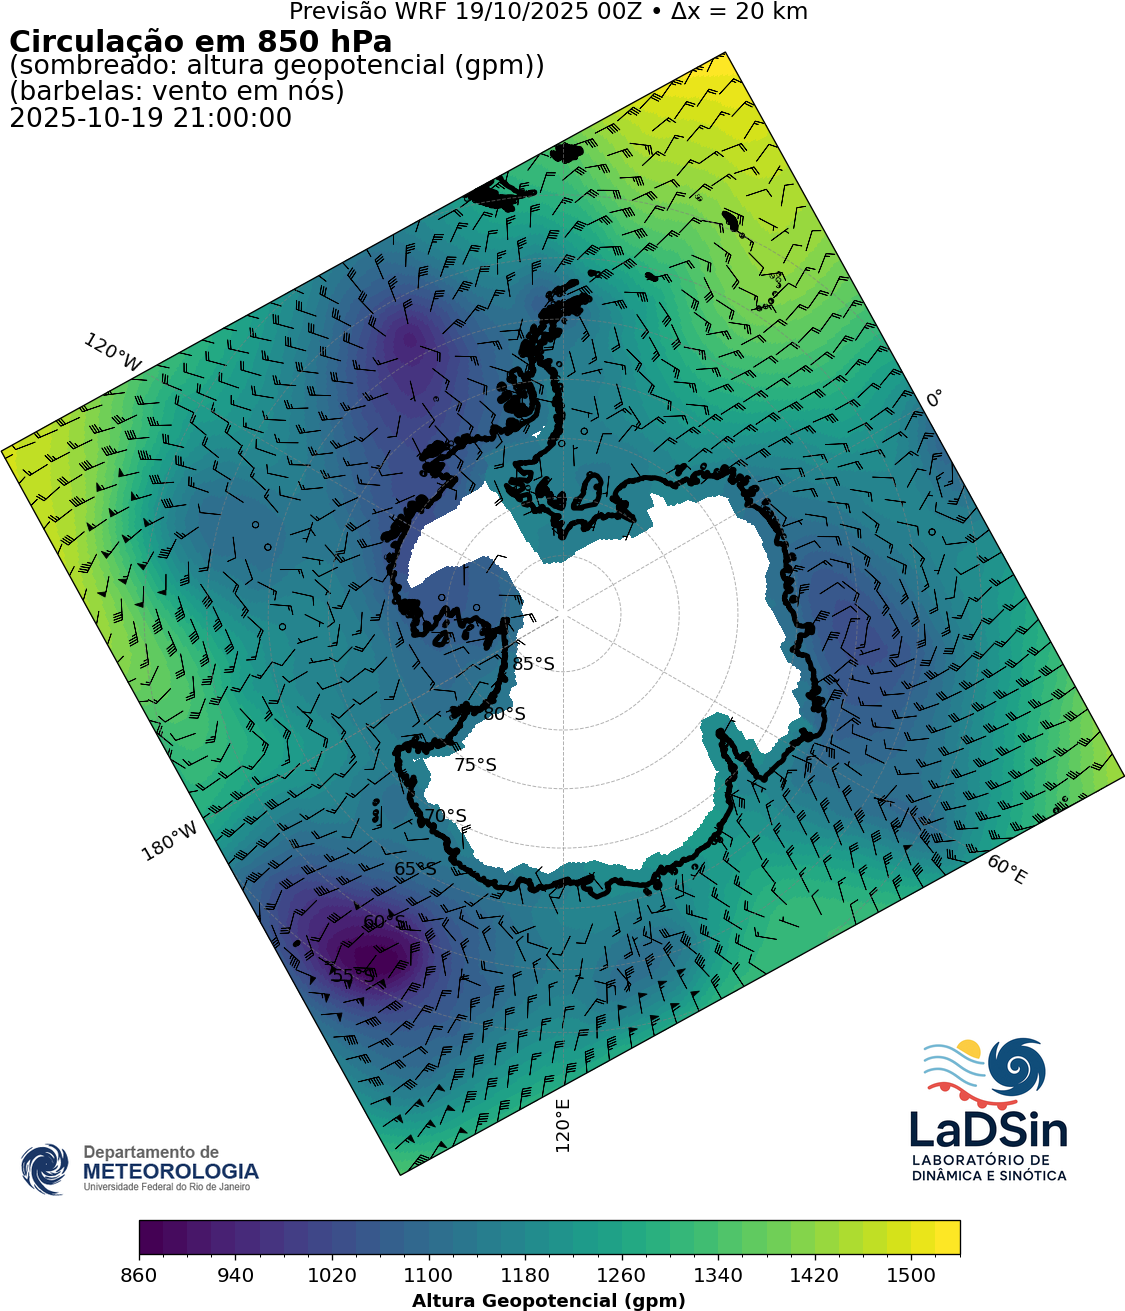 Previsão WRF 19/10/2025 00Z • Δx = 20 km
Circulação em 850 hPa
(sombreado: altura geopotencial (gpm))
(barbelas: vento em nós)
2025-10-19 21:00:00
120°W
0°
85°S
80°S
75°S
70°S
180°W
65°S
60°E
60°S
55°S
120°E
LaDSin
LABORATÓRIO DE
DINÂMICA E SINÓTICA
Departamento de
METEOROLOGIA
Universidade Federal do Rio de Janeiro
860 940 1020 1100 1180 1260 1340 1420 1500
Altura Geopotencial (gpm)